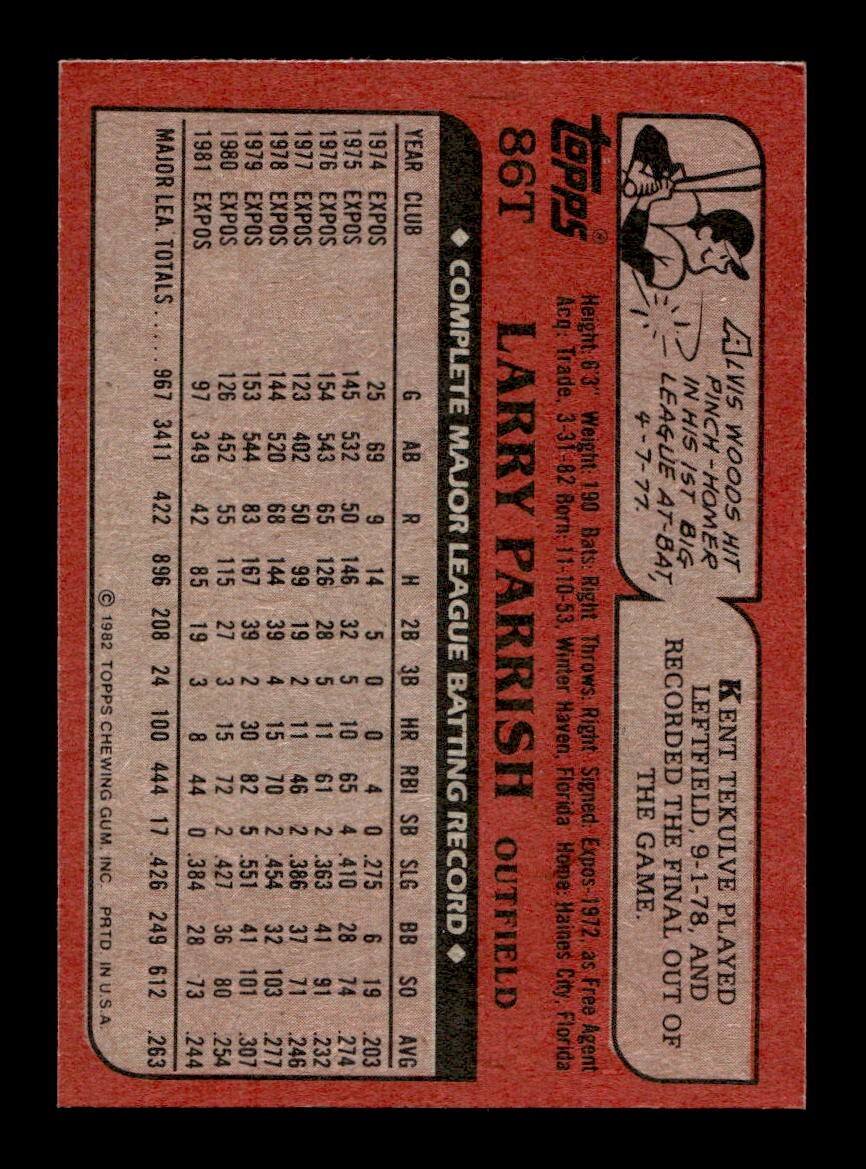 ALVIS WOODS HIT
PINCH-HOMER
IN HIS 1ST BIG
LEAGUE AT-BAT,
4-7-77.
KENT TEKULVE PLAYED
LEFTFIELD, 9-1-78, AND
RECORDED THE FINAL OUT OF
THE GAME.
topps®
Height: 6'3" Weight: 190 Bats: Right Throws: Right Signed: Expos-1972, as Free Agent
Acq: Trade, 3-31-82 Born: 11-10-53, Winter Haven, Florida Home: Haines City, Florida
86T LARRY PARRISH OUTFIELD
◆ COMPLETE MAJOR LEAGUE BATTING RECORD ◆
YEAR CLUB G AB R H 2B 3B HR RBI SB SLG BB SO AVG
1974 EXPOS 25 69 9 14 5 0 0 4 0 .275 6 19 .203
1975 EXPOS 145 532 50 146 32 5 10 65 4 .410 28 74 .274
1976 EXPOS 154 543 65 126 28 5 11 61 2 .363 41 91 .232
1977 EXPOS 123 402 50 99 19 2 11 46 2 .386 37 71 .246
1978 EXPOS 144 520 68 144 39 4 15 70 2 .454 32 103 .277
1979 EXPOS 153 544 83 167 39 2 30 82 5 .551 41 101 .307
1980 EXPOS 126 452 55 115 27 3 15 72 2 .427 36 80 .254
1981 EXPOS 97 349 42 85 19 3 8 44 0 .384 28 73 .244
MAJOR LEA. TOTALS..... 967 3411 422 896 208 24 100 444 17 .426 249 612 .263
© 1982 TOPPS CHEWING GUM, INC. PRTD. IN U.S.A.